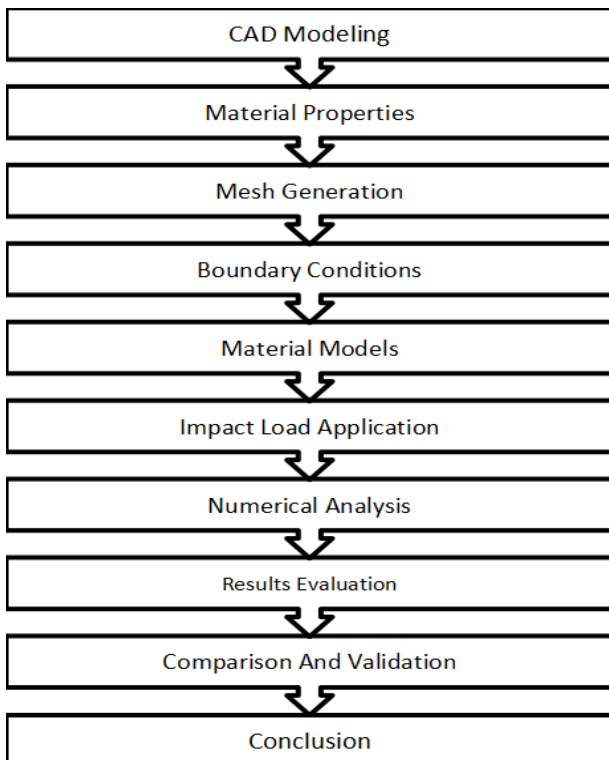 CAD Modeling
Material Properties
Mesh Generation
Boundary Conditions
Material Models
Impact Load Application
Numerical Analysis
Results Evaluation
Comparison And Validation
Conclusion